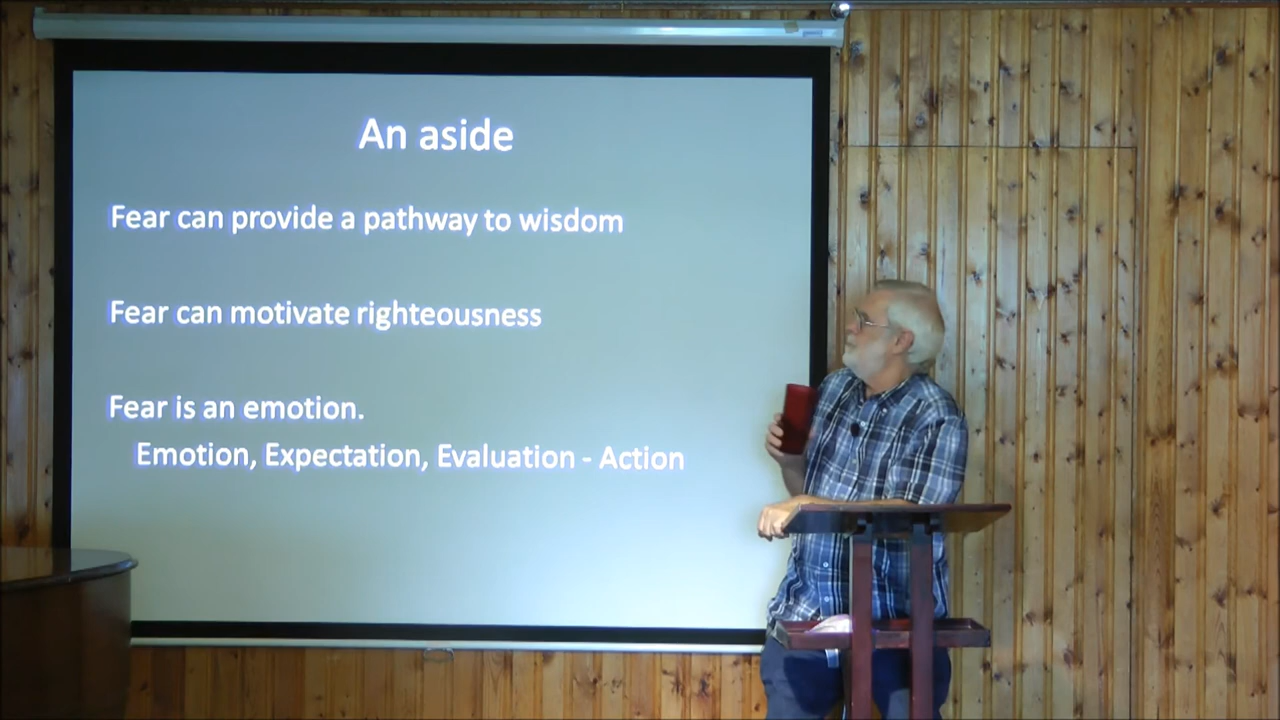 An aside
Fear can provide a pathway to wisdom
Fear can motivate righteousness
Fear is an emotion.
Emotion, Expectation, Evaluation - Action